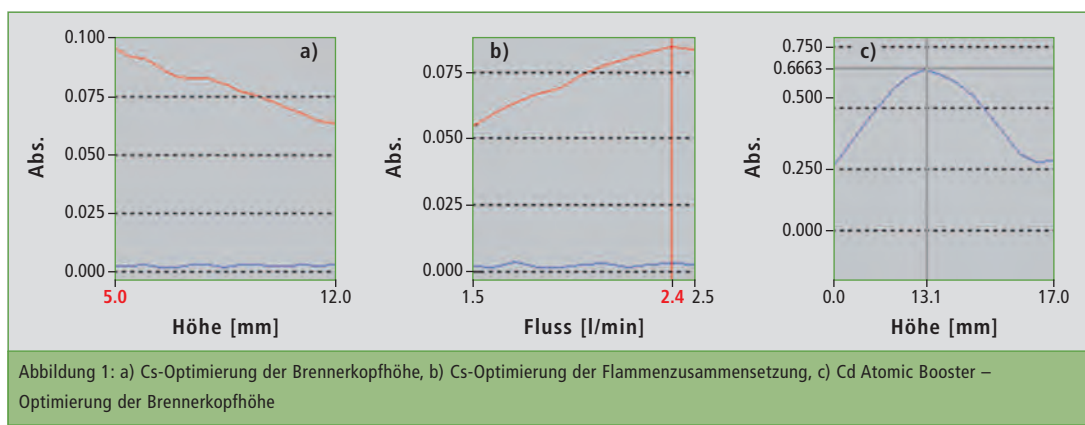 a)
0.100
0.075
0.050
0.025
0.000
Abs.
5.0 12.0
Höhe [mm]
b)
0.075
0.050
0.025
0.000
Abs.
1.5 2.4 2.5
Fluss [l/min]
c)
0.750
0.6663
0.500
0.250
0.000
Abs.
0.0 13.1 17.0
Höhe [mm]
Abbildung 1: a) Cs-Optimierung der Brennerkopfhöhe, b) Cs-Optimierung der Flammenzusammensetzung, c) Cd Atomic Booster –
Optimierung der Brennerkopfhöhe